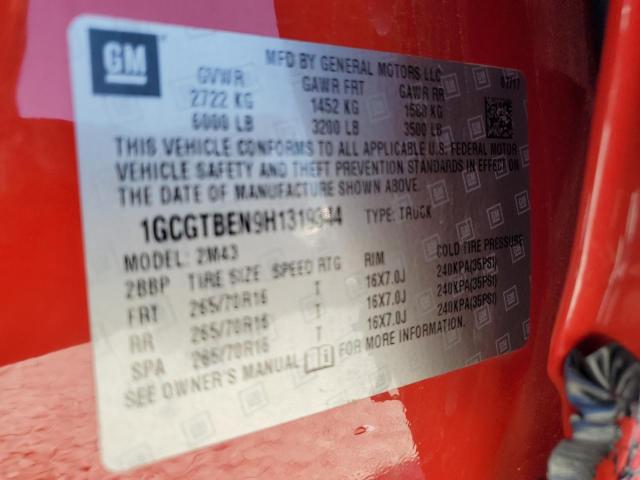 GM
MFD BY GENERAL MOTORS LLC
07/17
GVWR GAWR FRT GAWR RR
2722 KG 1452 KG 1588 KG
6000 LB 3200 LB 3500 LB
THIS VEHICLE CONFORMS TO ALL APPLICABLE U.S. FEDERAL MOTOR
VEHICLE SAFETY AND THEFT PREVENTION STANDARDS IN EFFECT ON
THE DATE OF MANUFACTURE SHOWN ABOVE.
TYPE: TRUCK
MODEL: 2M43
2BBP TIRE SIZE SPEED RTG RIM COLD TIRE PRESSURE
FRT 265/70R16 T 16X7.0J 240KPA(35PSI)
RR 265/70R16 T 16X7.0J 240KPA(35PSI)
SPA 265/70R16 T 16X7.0J 240KPA(35PSI)
SEE OWNER'S MANUAL FOR MORE INFORMATION.